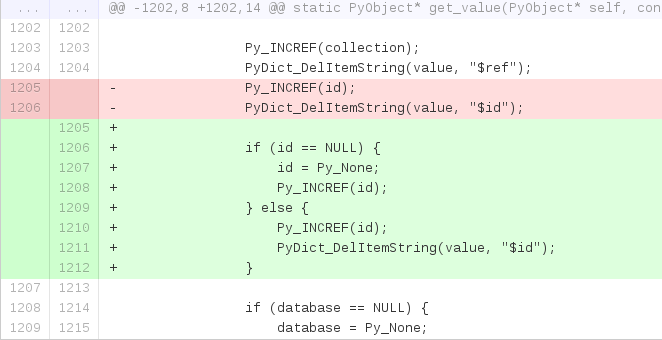 ... ... @@ -1202,8 +1202,14 @@ static PyObject* get_value(PyObject* self, con
1202 1202
1203 1203 Py_INCREF(collection);
1204 1204 PyDict_DelItemString(value, "$ref");
1205 - Py_INCREF(id);
1206 - PyDict_DelItemString(value, "$id");
1205 +
1206 + if (id == NULL) {
1207 + id = Py_None;
1208 + Py_INCREF(id);
1209 + } else {
1210 + Py_INCREF(id);
1211 + PyDict_DelItemString(value, "$id");
1212 + }
1207 1213
1208 1214 if (database == NULL) {
1209 1215 database = Py_None;